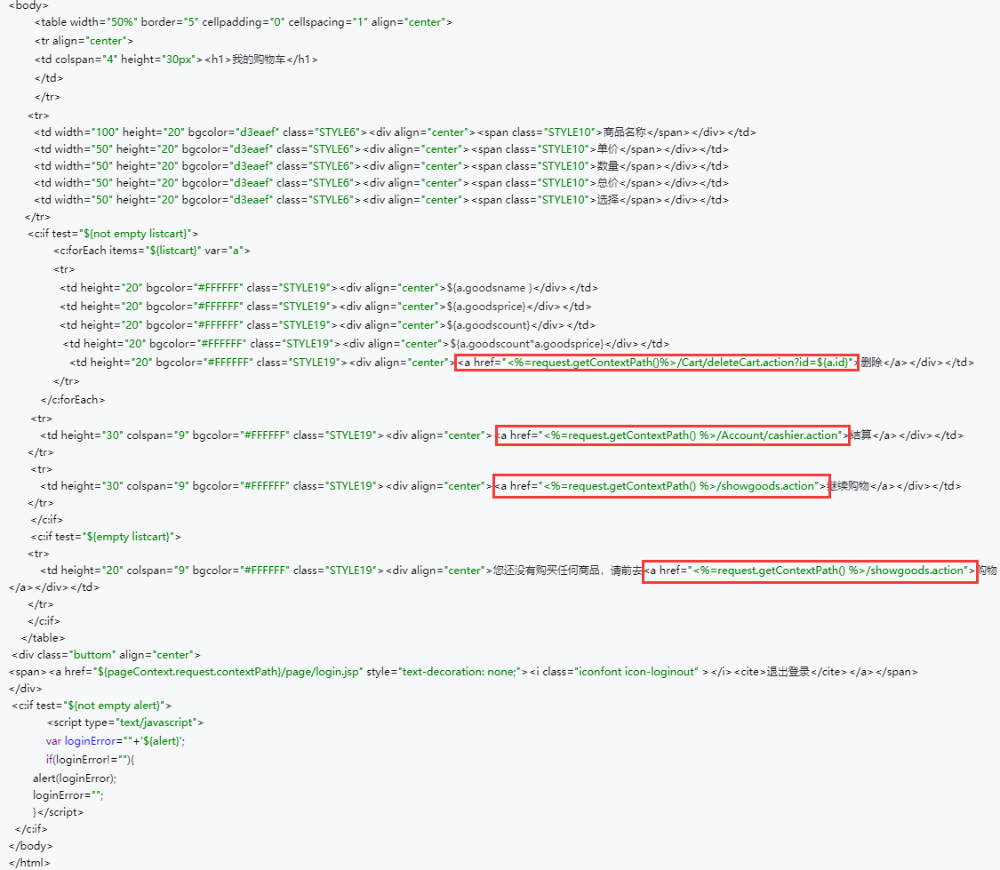 <body>
<table width="50%" border="5" cellpadding="0" cellspacing="1" align="center">
<tr align="center">
<td colspan="4" height="30px"><h1>我的购物车</h1>
</td>
</tr>
<tr>
<td width="100" height="20" bgcolor="d3eaef" class="STYLE6"><div align="center"><span class="STYLE10">商品名称</span></div></td>
<td width="50" height="20" bgcolor="d3eaef" class="STYLE6"><div align="center"><span class="STYLE10">单价</span></div></td>
<td width="50" height="20" bgcolor="d3eaef" class="STYLE6"><div align="center"><span class="STYLE10">数量</span></div></td>
<td width="50" height="20" bgcolor="d3eaef" class="STYLE6"><div align="center"><span class="STYLE10">总价</span></div></td>
<td width="50" height="20" bgcolor="d3eaef" class="STYLE6"><div align="center"><span class="STYLE10">选择</span></div></td>
</tr>
<c:if test="${not empty listcart}">
<c:forEach items="${listcart}" var="a">
<tr>
<td height="20" bgcolor="#FFFFFF" class="STYLE19"><div align="center">${a.goodsname }</div></td>
<td height="20" bgcolor="#FFFFFF" class="STYLE19"><div align="center">${a.goodsprice}</div></td>
<td height="20" bgcolor="#FFFFFF" class="STYLE19"><div align="center">${a.goodscount}</div></td>
<td height="20" bgcolor="#FFFFFF" class="STYLE19"><div align="center">${a.goodscount*a.goodsprice}</div></td>
<td height="20" bgcolor="#FFFFFF" class="STYLE19"><div align="center"><a href="<%=request.getContextPath()%>/Cart/deleteCart.action?id=${a.id}">删除</a></div></td>
</tr>
</c:forEach>
<tr>
<td height="30" colspan="9" bgcolor="#FFFFFF" class="STYLE19"><div align="center"><a href="<%=request.getContextPath() %>/Account/cashier.action">结算</a></div></td>
</tr>
<tr>
<td height="30" colspan="9" bgcolor="#FFFFFF" class="STYLE19"><div align="center"><a href="<%=request.getContextPath() %>/showgoods.action">继续购物</a></div></td>
</tr>
</c:if>
<c:if test="${empty listcart}">
<tr>
<td height="20" colspan="9" bgcolor="#FFFFFF" class="STYLE19"><div align="center">您还没有购买任何商品，请前去<a href="<%=request.getContextPath() %>/showgoods.action">购物
</a></div></td>
</tr>
</c:if>
</table>
<div class="buttom" align="center">
<span><a href="${pageContext.request.contextPath}/page/login.jsp" style="text-decoration: none;"><i class="iconfont icon-loginout" ></i><cite>退出登录</cite></a></span>
</div>
<c:if test="${not empty alert}">
<script type="text/javascript">
var loginError=""+'${alert}';
if(loginError!=""){
alert(loginError);
loginError="";
}</script>
</c:if>
</body>
</html>